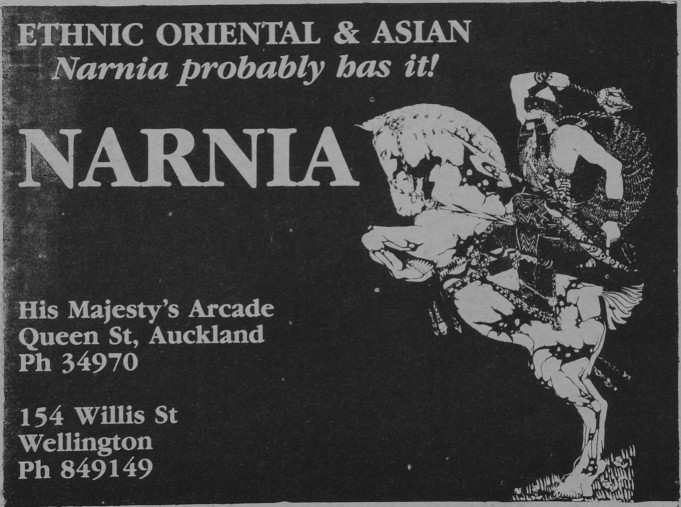 ETHNIC ORIENTAL & ASIAN
Narnia probably has it!
NARNIA
His Majesty's Arcade
Queen St, Auckland
Ph 34970
154 Willis St
Wellington
Ph 849149